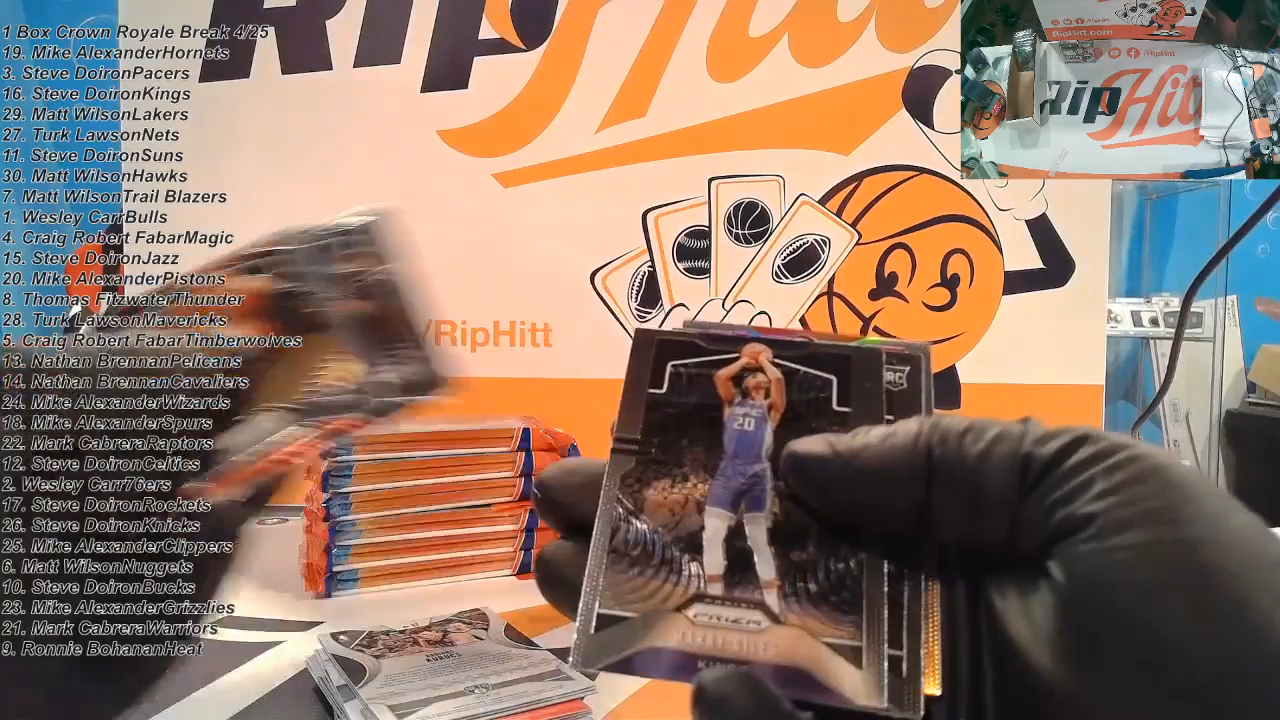 1 Box Crown Royale Break 4/25
19. Mike AlexanderHornets
3. Steve DoironPacers
16. Steve DoironKings
29. Matt WilsonLakers
27. Turk LawsonNets
11. Steve DoironSuns
30. Matt WilsonHawks
7. Matt WilsonTrail Blazers
1. Wesley CarrBulls
4. Craig Robert FabarMagic
15. Steve DoironJazz
20. Mike AlexanderPistons
8. Thomas FitzwaterThunder
28. Turk LawsonMavericks
5. Craig Robert FabarTimberwolves
13. Nathan BrennanPelicans
14. Nathan BrennanCavaliers
24. Mike AlexanderWizards
18. Mike AlexanderSpurs
22. Mark CabreraRaptors
12. Steve DoironCeltics
2. Wesley Carr76ers
17. Steve DoironRockets
26. Steve DoironKnicks
25. Mike AlexanderClippers
6. Matt WilsonNuggets
10. Steve DoironBucks
23. Mike AlexanderGrizzlies
21. Mark CabreraWarriors
9. Ronnie BohananHeat
RipHitt
/RipHitt
RipHitt.com
/RipHitt
RipHitt
RC
20
PRIZM
KURUCS